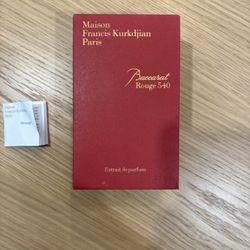 Maison
Francis Kurkdjian
Paris
Baccarat
Rouge 540
Extrait de parfum